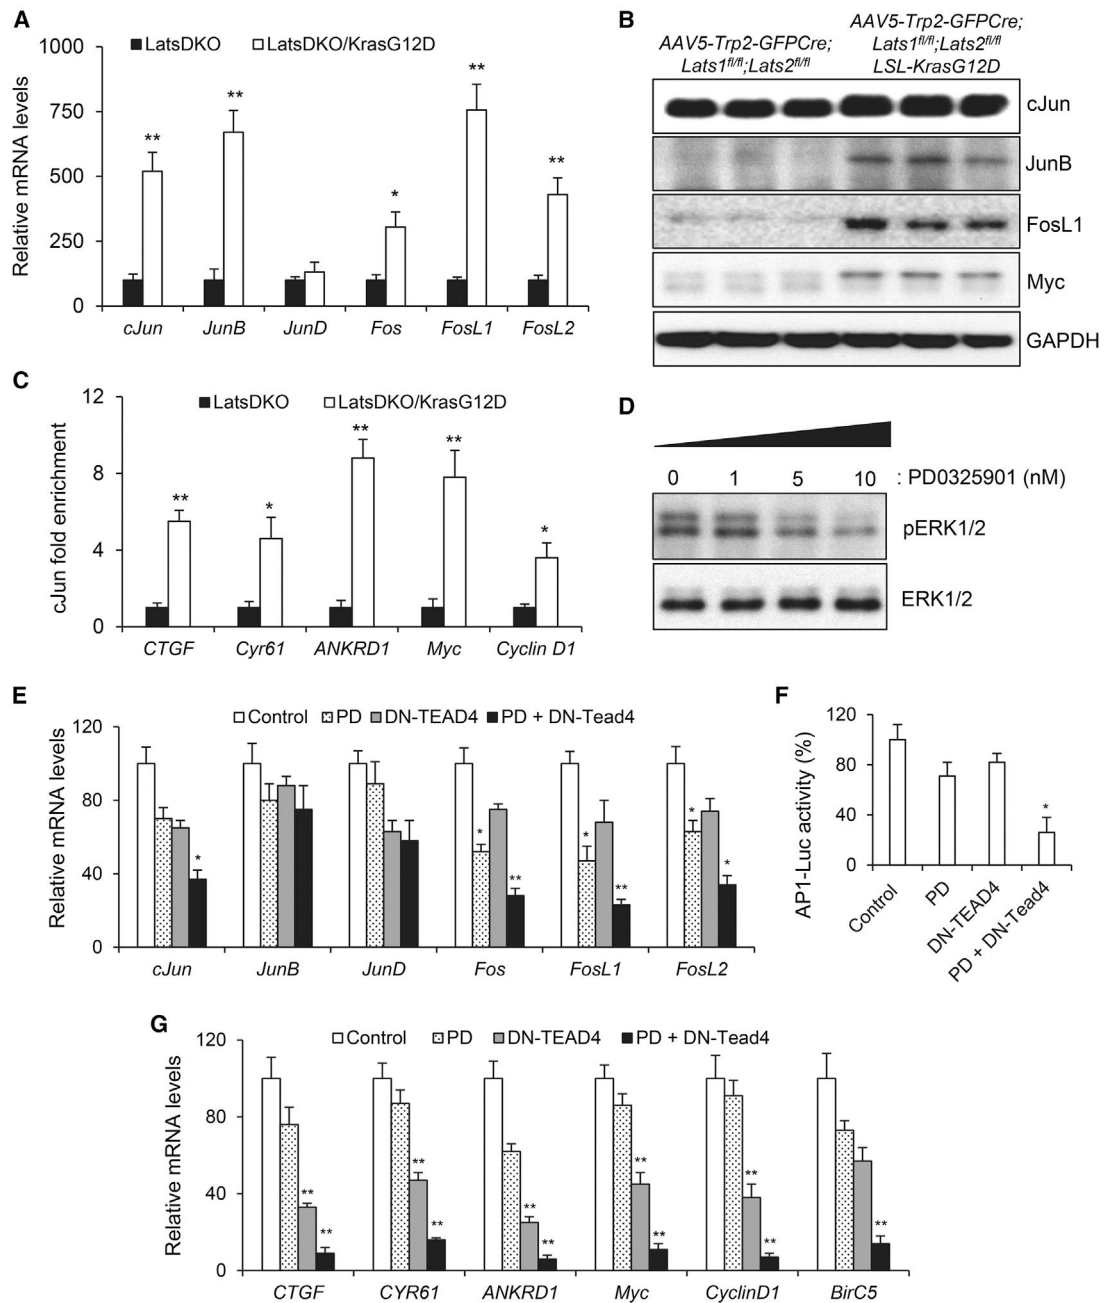 A
LatsDKO LatsDKO/KrasG12D
Relative mRNA levels
1000
750
500
250
0
** ** * ** **
cJun JunB JunD Fos FosL1 FosL2
B
AAV5-Trp2-GFPCre;
Lats1fl/fl;Lats2fl/fl
AAV5-Trp2-GFPCre;
Lats1fl/fl;Lats2fl/fl
LSL-KrasG12D
cJun
JunB
FosL1
Myc
GAPDH
C
LatsDKO LatsDKO/KrasG12D
cJun fold enrichment
12
8
4
0
** * ** ** *
CTGF Cyr61 ANKRD1 Myc Cyclin D1
D
0 1 5 10 : PD0325901 (nM)
pERK1/2
ERK1/2
E
Control PD DN-TEAD4 PD + DN-Tead4
Relative mRNA levels
120
80
40
0
* * ** * ** * *
cJun JunB JunD Fos FosL1 FosL2
F
AP1-Luc activity (%)
120
80
40
0
*
Control PD DN-TEAD4 PD + DN-Tead4
G
Control PD DN-TEAD4 PD + DN-Tead4
Relative mRNA levels
120
80
40
0
** ** ** ** ** ** ** ** ** ** **
CTGF CYR61 ANKRD1 Myc CyclinD1 BirC5